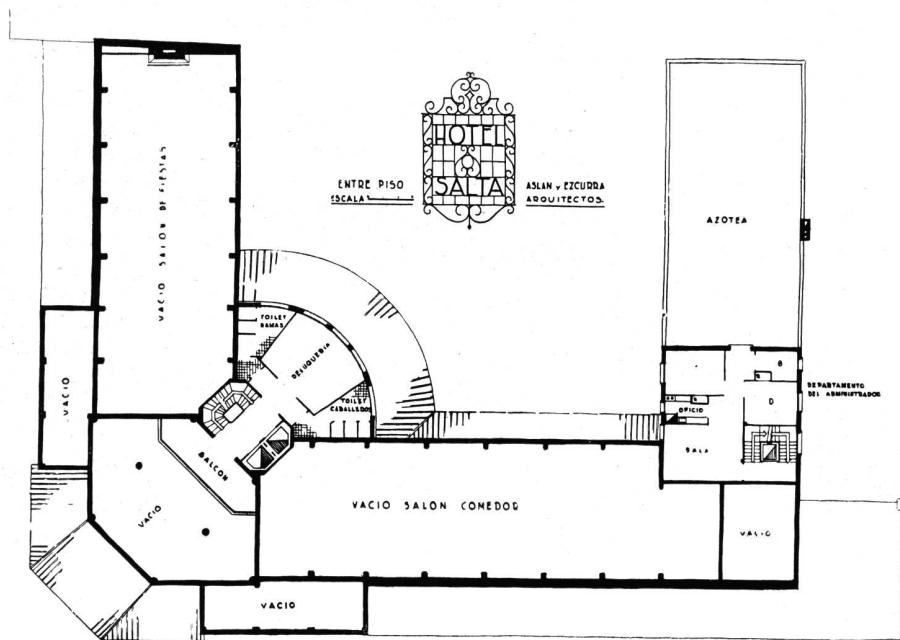 HOTEL
SALTA
ENTRE PISO
ESCALA
ASLAN y EZCURRA
ARQUITECTOS.
AZOTEA
VACIO SALON DE FIESTAS
TOILET
DAMAS
PELUQUERIA
TOILET
CABALLEROS
VACIO
BALCON
VACIO
VACIO SALON COMEDOR
VACIO
B
D
OFICIO
SALA
DEPARTAMENTO
DEL ADMINISTRADOR
VACIO